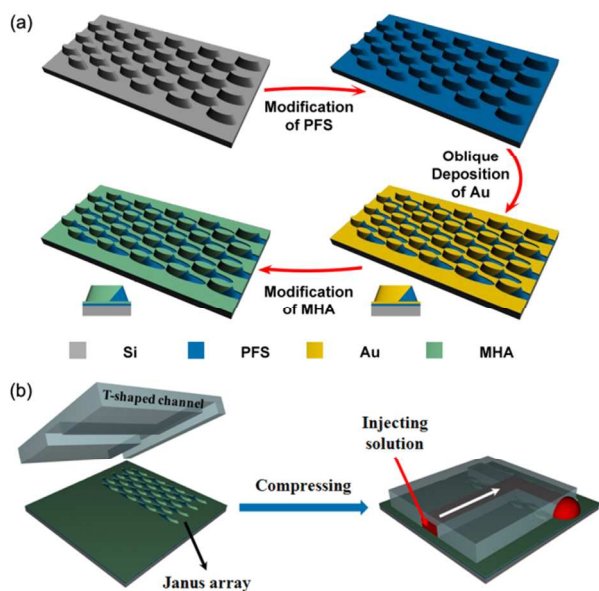 (a)
Modification
of PFS
Oblique
Deposition
of Au
Modification
of MHA
Si PFS Au MHA
(b)
T-shaped channel
Injecting
solution
Compressing
Janus array